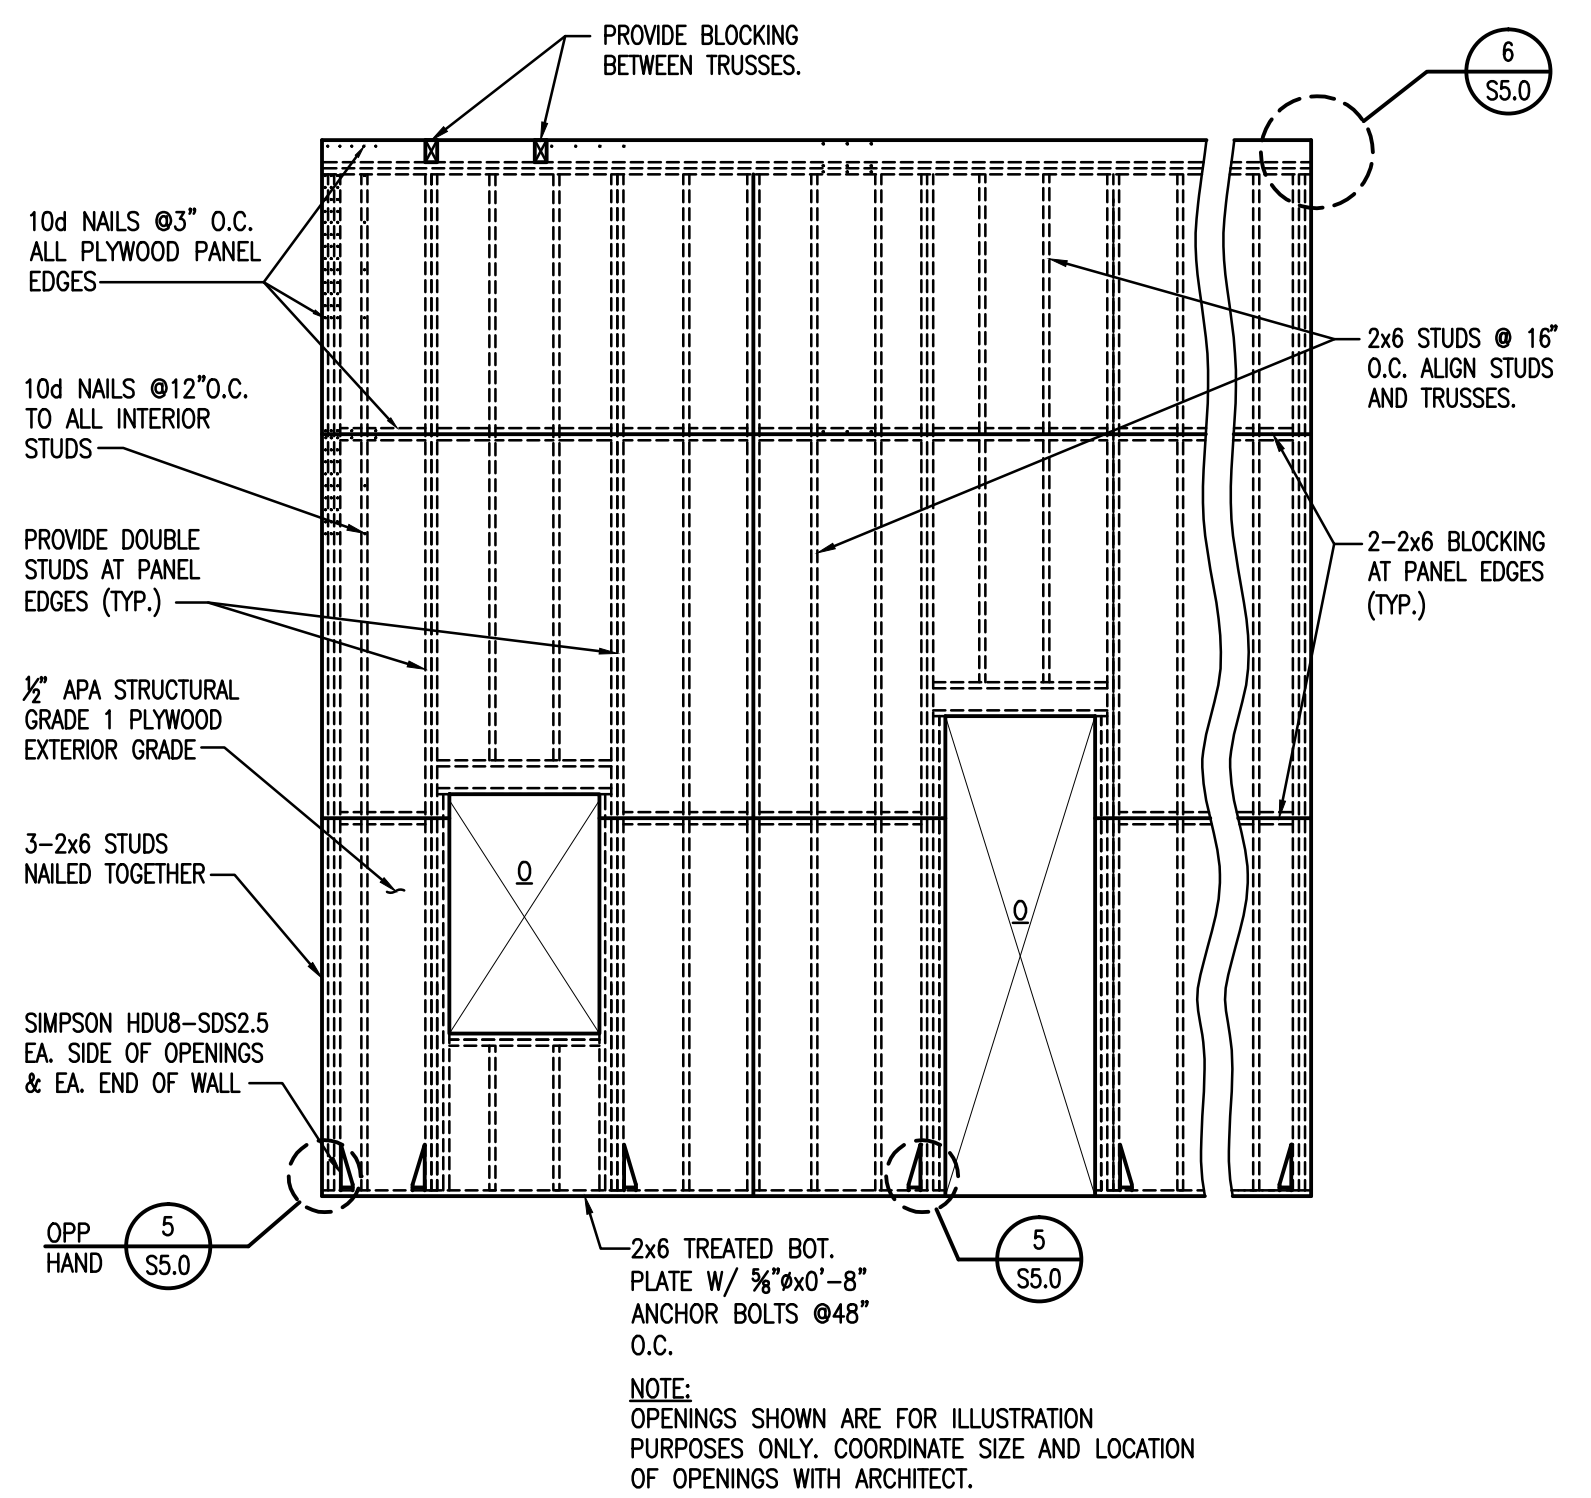 PROVIDE BLOCKING
BETWEEN TRUSSES.
6
S5.0
10d NAILS @3" O.C.
ALL PLYWOOD PANEL
EDGES
2x6 STUDS @ 16"
O.C. ALIGN STUDS
AND TRUSSES.
10d NAILS @12"O.C.
TO ALL INTERIOR
STUDS
PROVIDE DOUBLE
STUDS AT PANEL
EDGES (TYP.)
2-2x6 BLOCKING
AT PANEL EDGES
(TYP.)
½" APA STRUCTURAL
GRADE 1 PLYWOOD
EXTERIOR GRADE
3-2x6 STUDS
NAILED TOGETHER
O
O
SIMPSON HDU8-SDS2.5
EA. SIDE OF OPENINGS
& EA. END OF WALL
OPP
HAND
5
S5.0
5
S5.0
2x6 TREATED BOT.
PLATE W/ ⅝"øx0'-8"
ANCHOR BOLTS @48"
O.C.
NOTE:
OPENINGS SHOWN ARE FOR ILLUSTRATION
PURPOSES ONLY. COORDINATE SIZE AND LOCATION
OF OPENINGS WITH ARCHITECT.